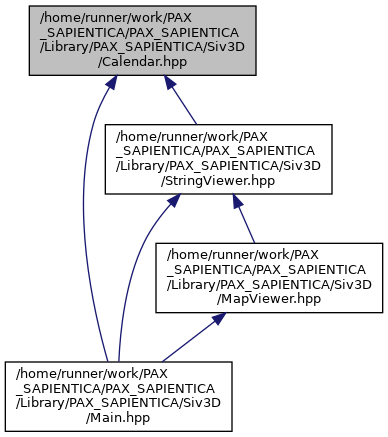 /home/runner/work/PAX
_SAPIENTICA/PAX_SAPIENTICA
/Library/PAX_SAPIENTICA/Siv3D
/Calendar.hpp
/home/runner/work/PAX
_SAPIENTICA/PAX_SAPIENTICA
/Library/PAX_SAPIENTICA/Siv3D
/StringViewer.hpp
/home/runner/work/PAX
_SAPIENTICA/PAX_SAPIENTICA
/Library/PAX_SAPIENTICA/Siv3D
/MapViewer.hpp
/home/runner/work/PAX
_SAPIENTICA/PAX_SAPIENTICA
/Library/PAX_SAPIENTICA/Siv3D
/Main.hpp